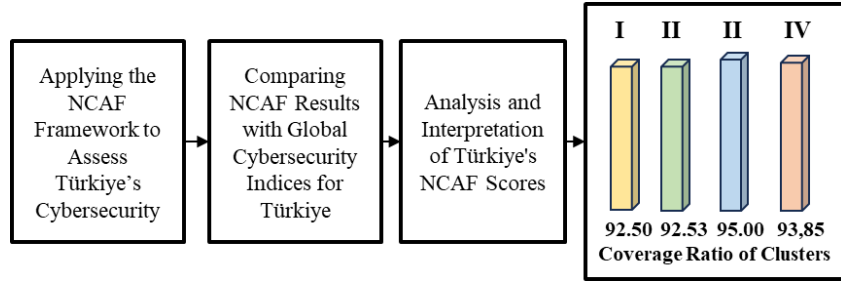 Applying the
NCAF
Framework to
Assess
Türkiye’s
Cybersecurity
Comparing
NCAF Results
with Global
Cybersecurity
Indices for
Türkiye
Analysis and
Interpretation
of Türkiye's
NCAF Scores
I II II IV
92.50 92.53 95.00 93,85
Coverage Ratio of Clusters